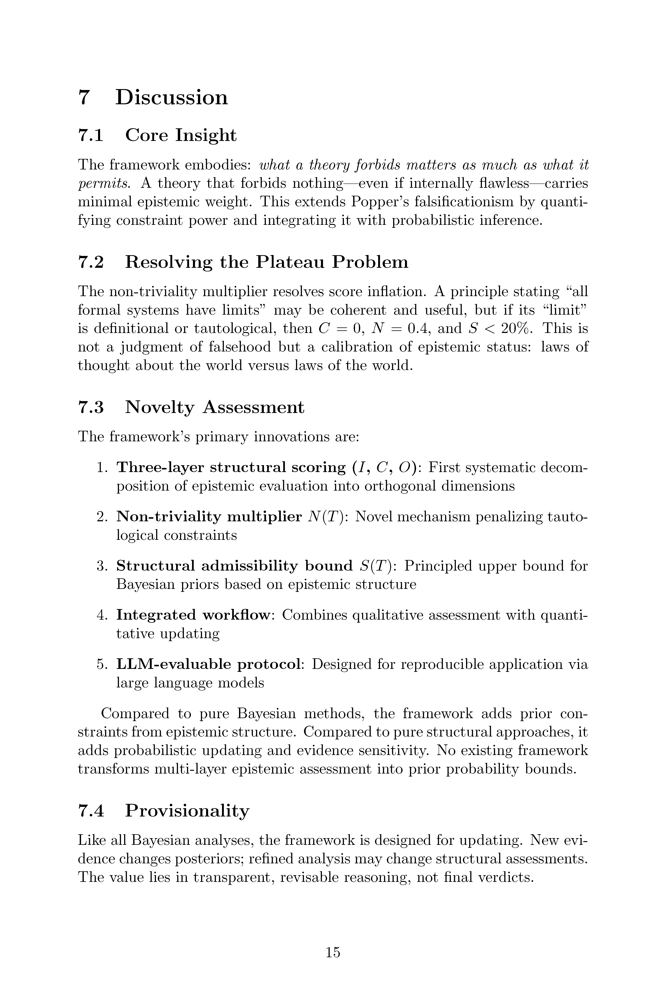 7 Discussion
7.1 Core Insight
The framework embodies: what a theory forbids matters as much as what it
permits. A theory that forbids nothing—even if internally flawless—carries
minimal epistemic weight. This extends Popper's falsificationism by quanti-
fying constraint power and integrating it with probabilistic inference.
7.2 Resolving the Plateau Problem
The non-triviality multiplier resolves score inflation. A principle stating “all
formal systems have limits” may be coherent and useful, but if its “limit”
is definitional or tautological, then C = 0, N = 0.4, and S < 20%. This is
not a judgment of falsehood but a calibration of epistemic status: laws of
thought about the world versus laws of the world.
7.3 Novelty Assessment
The framework's primary innovations are:
1. Three-layer structural scoring (I, C, O): First systematic decom-
position of epistemic evaluation into orthogonal dimensions
2. Non-triviality multiplier N(T): Novel mechanism penalizing tauto-
logical constraints
3. Structural admissibility bound S(T): Principled upper bound for
Bayesian priors based on epistemic structure
4. Integrated workflow: Combines qualitative assessment with quanti-
tative updating
5. LLM-evaluable protocol: Designed for reproducible application via
large language models
Compared to pure Bayesian methods, the framework adds prior con-
straints from epistemic structure. Compared to pure structural approaches, it
adds probabilistic updating and evidence sensitivity. No existing framework
transforms multi-layer epistemic assessment into prior probability bounds.
7.4 Provisionality
Like all Bayesian analyses, the framework is designed for updating. New evi-
dence changes posteriors; refined analysis may change structural assessments.
The value lies in transparent, revisable reasoning, not final verdicts.
15